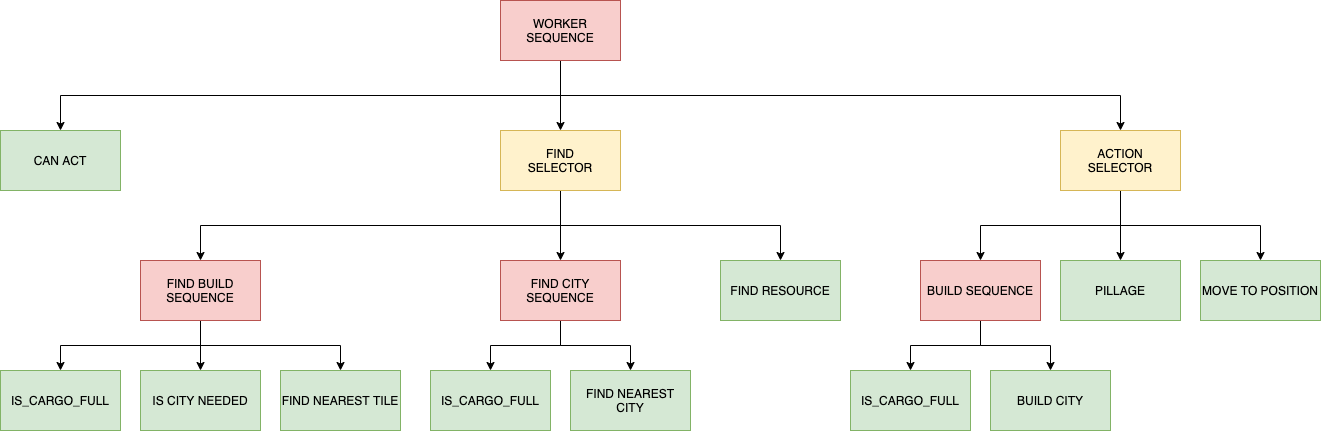 WORKER
SEQUENCE
CAN ACT
FIND
SELECTOR
ACTION
SELECTOR
FIND BUILD
SEQUENCE
FIND CITY
SEQUENCE
FIND RESOURCE
BUILD SEQUENCE
PILLAGE
MOVE TO POSITION
IS_CARGO_FULL
IS CITY NEEDED
FIND NEAREST TILE
IS_CARGO_FULL
FIND NEAREST
CITY
IS_CARGO_FULL
BUILD CITY